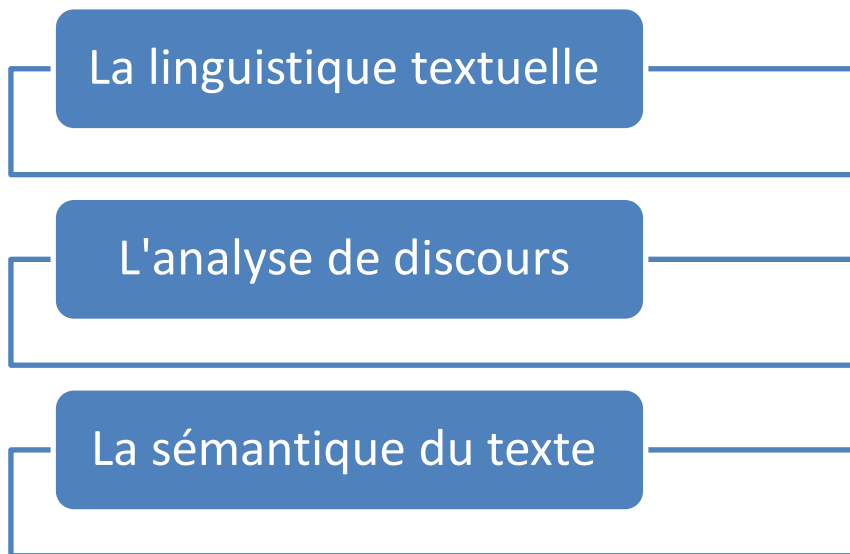 La linguistique textuelle
L'analyse de discours
La sémantique du texte